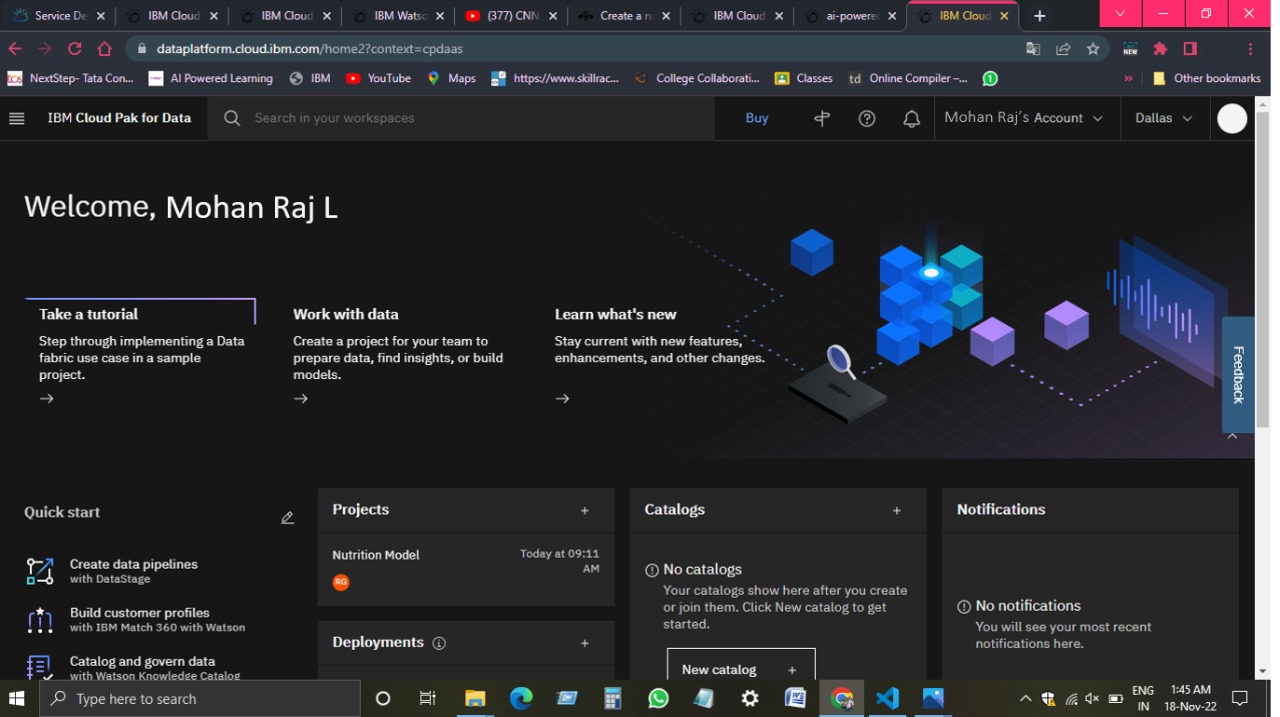 Service De
IBM Cloud
IBM Cloud
IBM Watso
(377) CNN
Create a n
IBM Cloud
ai-powere
IBM Cloud
dataplatform.cloud.ibm.com/home2?context=cpdaas
NextStep- Tata Con...
AI Powered Learning
IBM
YouTube
Maps
https://www.skillrac...
College Collaborati...
Classes
td Online Compiler –...
1
NEW
»
Other bookmarks
IBM Cloud Pak for Data
Search in your workspaces
Buy
Mohan Raj's Account
Dallas
Welcome, Mohan Raj L
Take a tutorial
Step through implementing a Data
fabric use case in a sample
project.
Work with data
Create a project for your team to
prepare data, find insights, or build
models.
Learn what's new
Stay current with new features,
enhancements, and other changes.
Feedback
Quick start
Create data pipelines
with DataStage
Build customer profiles
with IBM Match 360 with Watson
Catalog and govern data
with Watson Knowledge Catalog
Projects +
Nutrition Model
Today at 09:11
AM
RG
Deployments +
Catalogs +
No catalogs
Your catalogs show here after you create
or join them. Click New catalog to get
started.
New catalog +
Notifications
No notifications
You will see your most recent
notifications here.
Type here to search
ENG
IN
1:45 AM
18-Nov-22